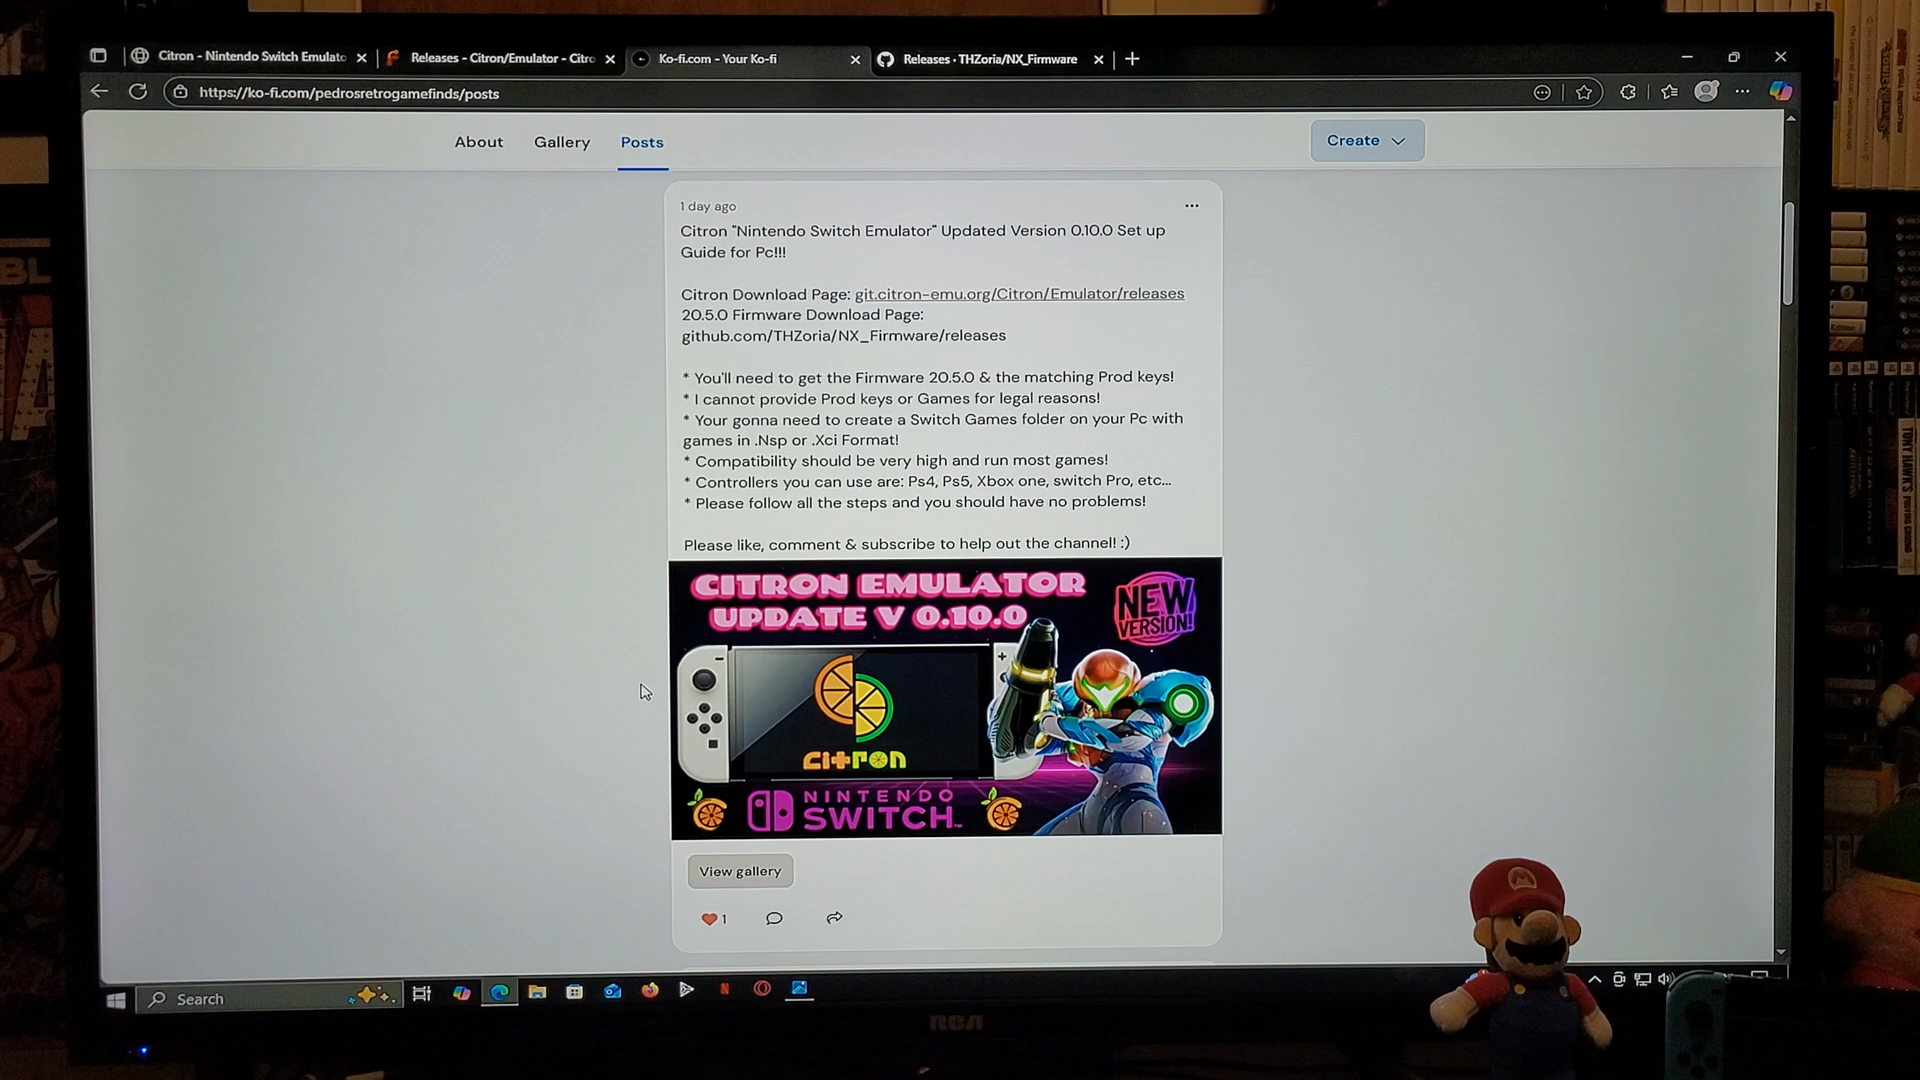 Citron - Nintendo Switch Emulato
Releases - Citron/Emulator - Citro
Ko-fi.com - Your Ko-fi
Releases · THZoria/NX_Firmware
https://ko-fi.com/pedrosretrogamefinds/posts
About
Gallery
Posts
Create
1 day ago
Citron "Nintendo Switch Emulator" Updated Version 0.10.0 Set up
Guide for Pc!!!
Citron Download Page: git.citron-emu.org/Citron/Emulator/releases
20.5.0 Firmware Download Page:
github.com/THZoria/NX_Firmware/releases
* You'll need to get the Firmware 20.5.0 & the matching Prod keys!
* I cannot provide Prod keys or Games for legal reasons!
* Your gonna need to create a Switch Games folder on your Pc with
games in .Nsp or .Xci Format!
* Compatibility should be very high and run most games!
* Controllers you can use are: Ps4, Ps5, Xbox one, switch Pro, etc...
* Please follow all the steps and you should have no problems!
Please like, comment & subscribe to help out the channel! :)
CITRON EMULATOR
UPDATE V 0.10.0
NEW
VERSION!
citron
NINTENDO
SWITCH
View gallery
1
Search
RCA
M